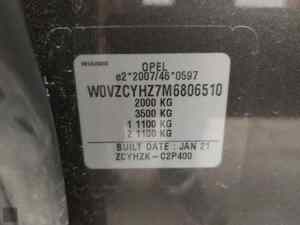 OPEL
e2*2007/46*0597
W0VZCYHZ7M6806510
2000 KG
3500 KG
1 1100 KG
2 1100 KG
BUILT DATE : JAN 21
ZCYHZK-C2P400